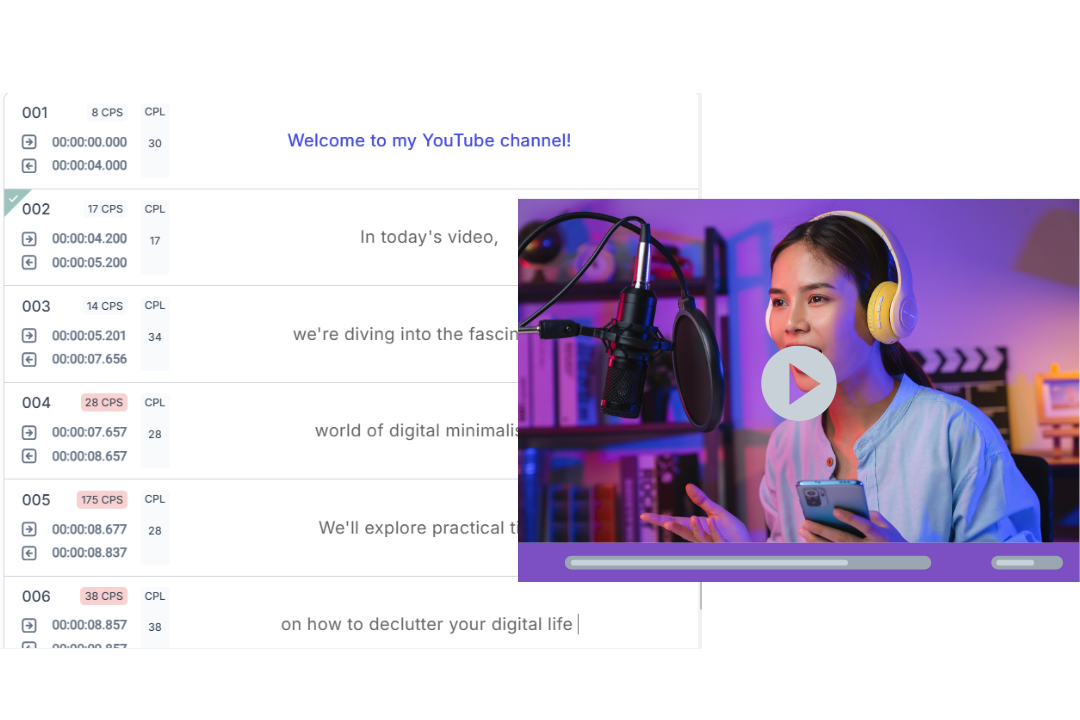 001 8 CPS CPL
00:00:00.000 30
00:00:04.000
Welcome to my YouTube channel!
002 17 CPS CPL
00:00:04.200 17
00:00:05.200
In today's video,
003 14 CPS CPL
00:00:05.201 34
00:00:07.656
we're diving into the fascin
004 28 CPS CPL
00:00:07.657 28
00:00:08.657
world of digital minimalis
005 175 CPS CPL
00:00:08.677 28
00:00:08.837
We'll explore practical ti
006 38 CPS CPL
00:00:08.857 38
00:00:09.857
on how to declutter your digital life